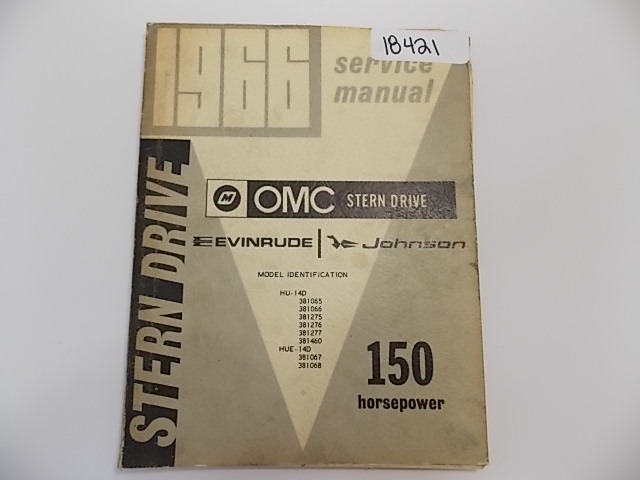 18421
1966
service
manual
STERN DRIVE
M OMC STERN DRIVE
EVINRUDE Johnson
MODEL IDENTIFICATION
HU-14D
381065
381066
381275
381276
381277
381460
HUE-14D
381067
381068
150
horsepower